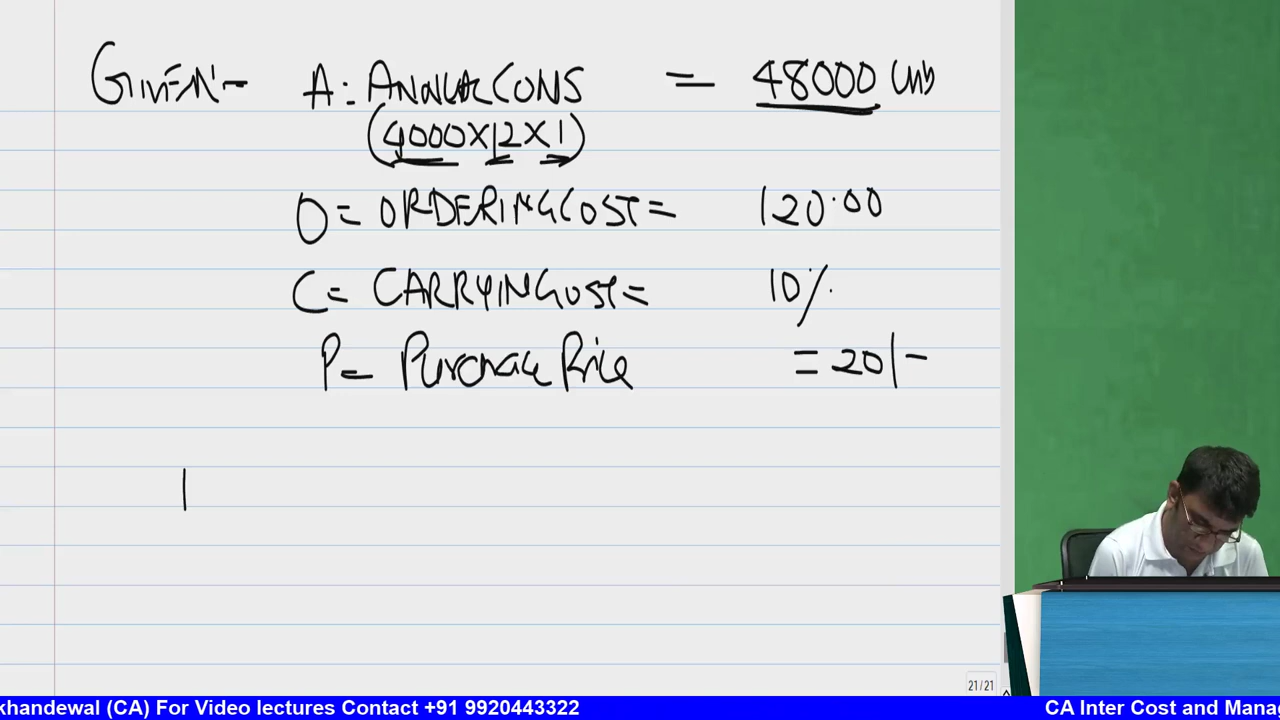 GIVEN:- A: ANNUAL CONS = 48000 Units
(4000X12X1)
O = ORDERING COST = 120.00
C = CARRYING COST = 10%
P = Purchase Price = 20/-
21/21
khandewal (CA) For Video lectures Contact +91 9920443322
CA Inter Cost and Mana